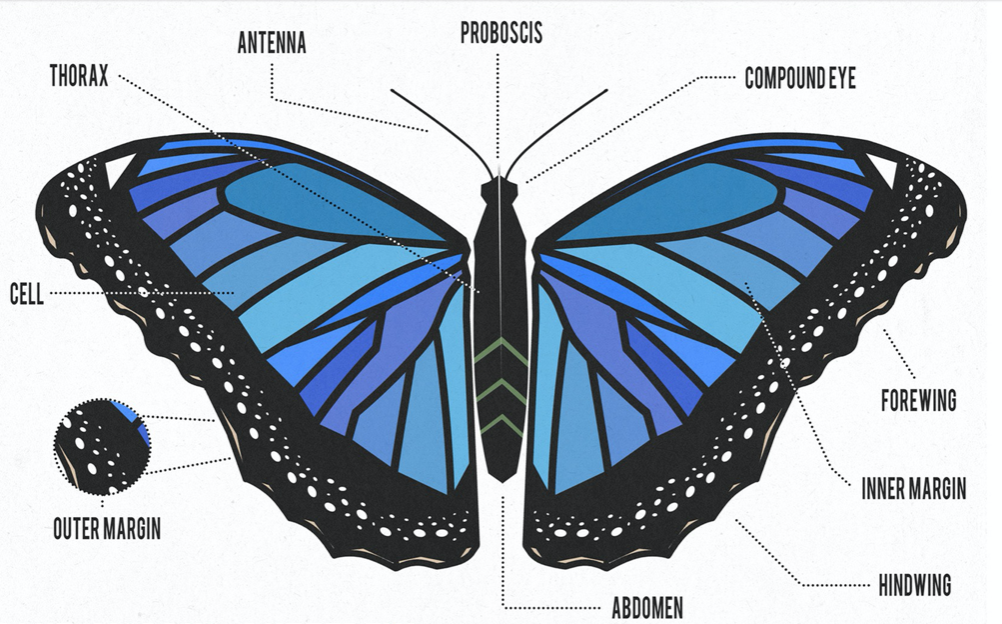 PROBOSCIS
ANTENNA
THORAX
COMPOUND EYE
CELL
FOREWING
INNER MARGIN
OUTER MARGIN
HINDWING
ABDOMEN